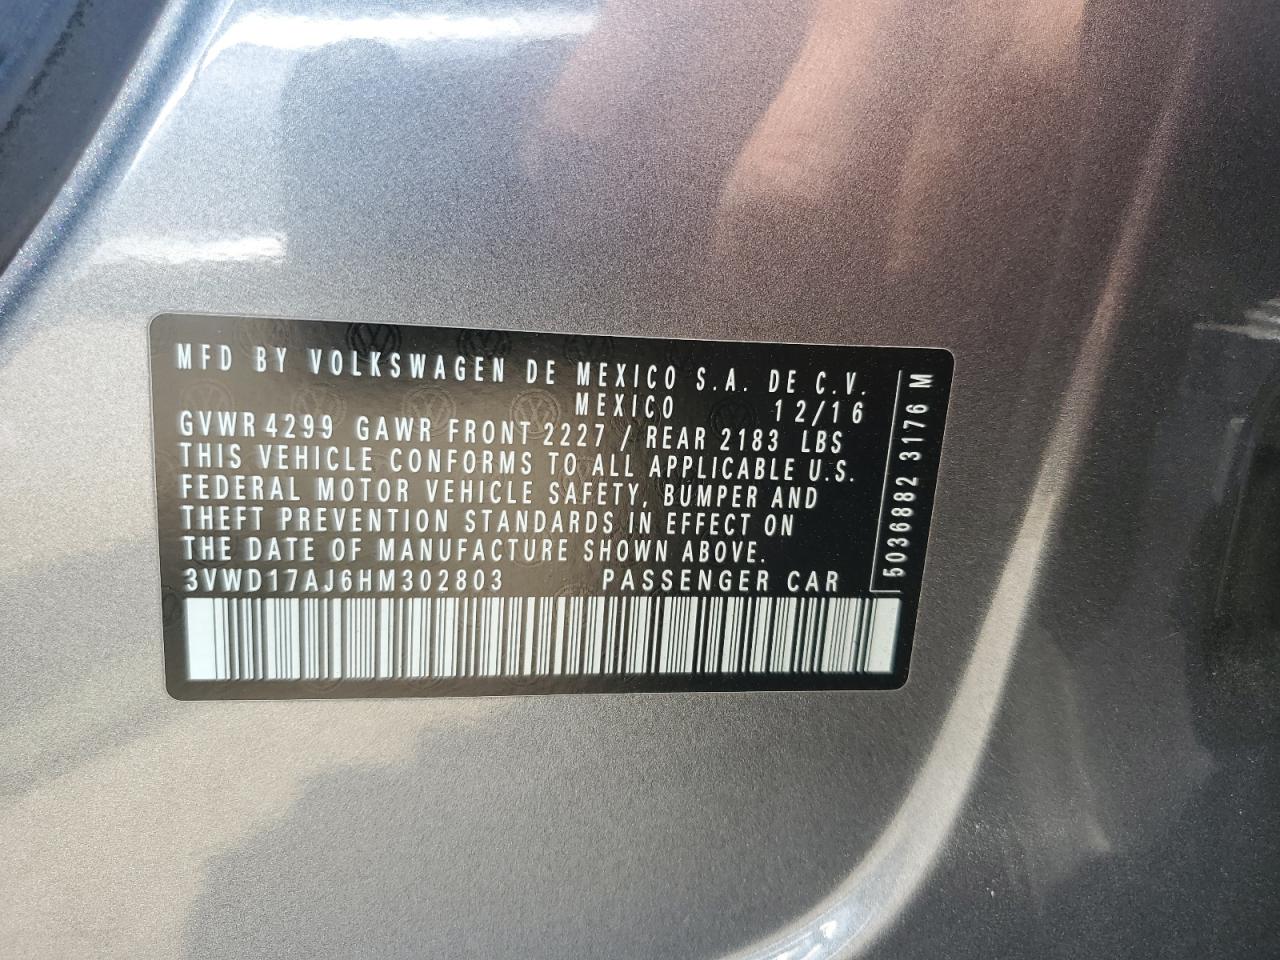 MFD BY VOLKSWAGEN DE MEXICO S.A. DE C.V.
MEXICO 12/16
GVWR 4299 GAWR FRONT 2227 / REAR 2183 LBS
THIS VEHICLE CONFORMS TO ALL APPLICABLE U.S.
FEDERAL MOTOR VEHICLE SAFETY, BUMPER AND
THEFT PREVENTION STANDARDS IN EFFECT ON
THE DATE OF MANUFACTURE SHOWN ABOVE.
3VWD17AJ6HM302803 PASSENGER CAR
5036882 3176 M